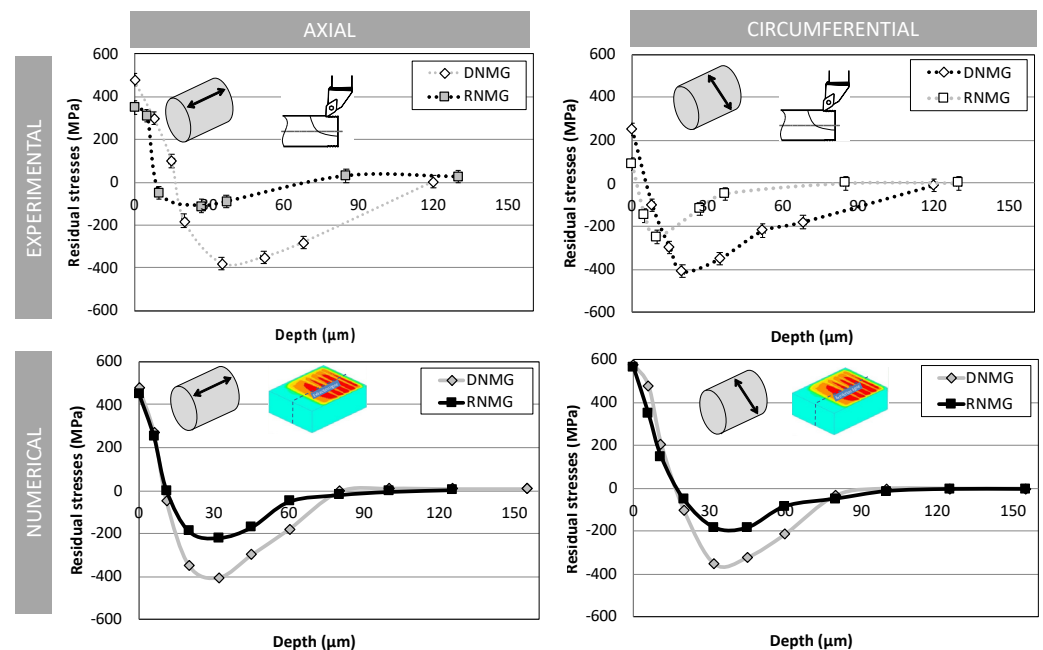 AXIAL
CIRCUMFERENTIAL
EXPERIMENTAL
Residual stresses (MPa)
600
400
200
0
-200
-400
-600
0
30
60
90
120
150
Depth (μm)
DNMG
RNMG
Residual stresses (MPa)
600
400
200
0
-200
-400
-600
0
30
60
90
120
150
Depth (μm)
DNMG
RNMG
NUMERICAL
Residual stresses (MPa)
600
400
200
0
-200
-400
-600
0
30
60
90
120
150
Depth (μm)
DNMG
RNMG
Residual stresses (MPa)
600
400
200
0
-200
-400
-600
0
30
60
90
120
150
Depth (μm)
DNMG
RNMG